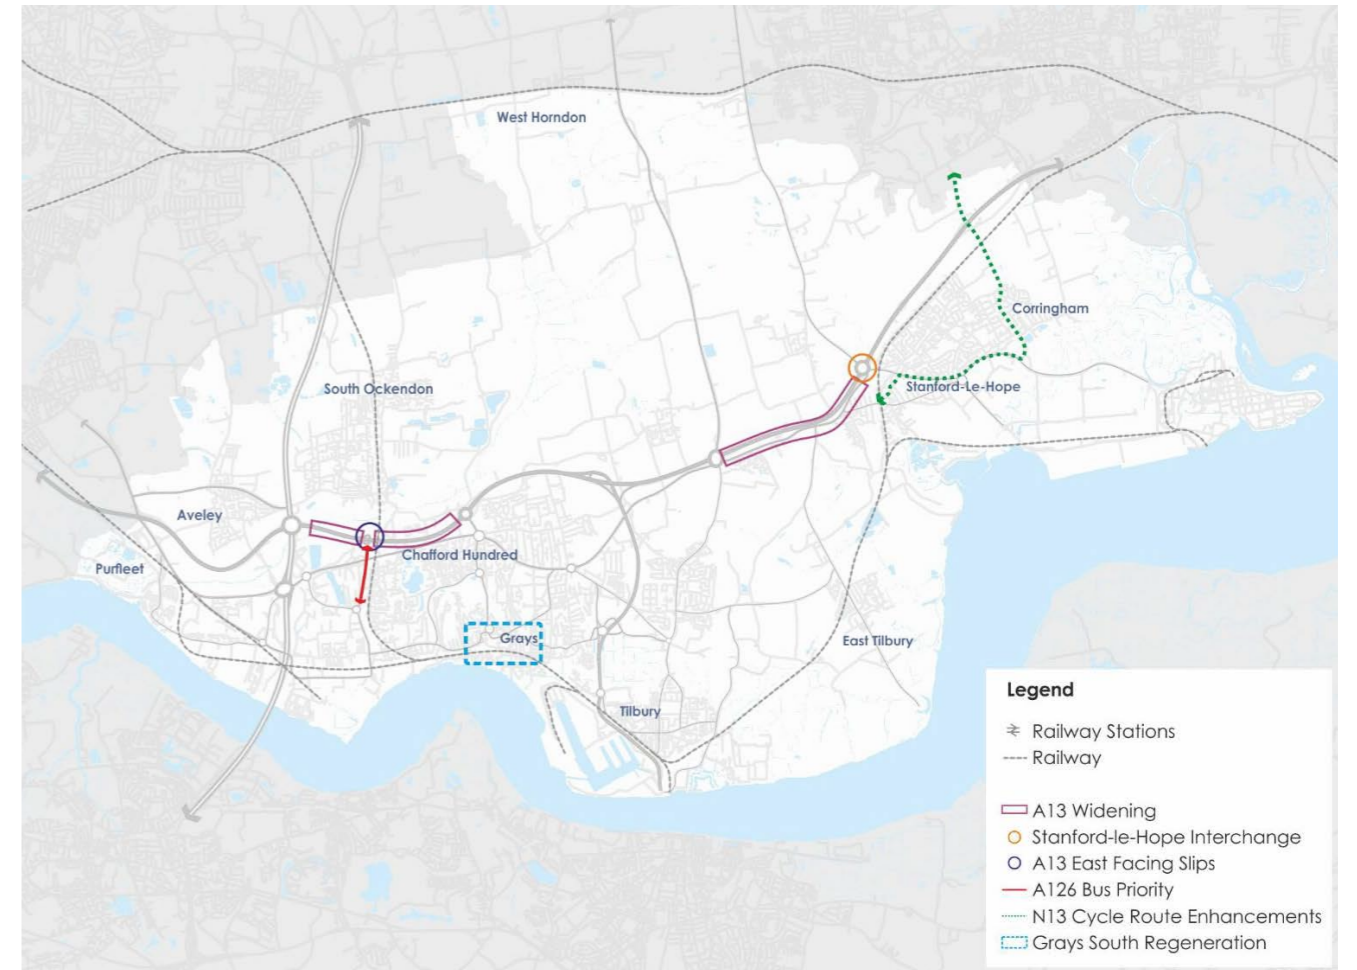 West Horndon
Corringham
South Ockendon
Stanford-Le-Hope
Aveley
Chafford Hundred
Purfleet
Grays
East Tilbury
Tilbury
Legend
Railway Stations
Railway
A13 Widening
Stanford-le-Hope Interchange
A13 East Facing Slips
A126 Bus Priority
N13 Cycle Route Enhancements
Grays South Regeneration